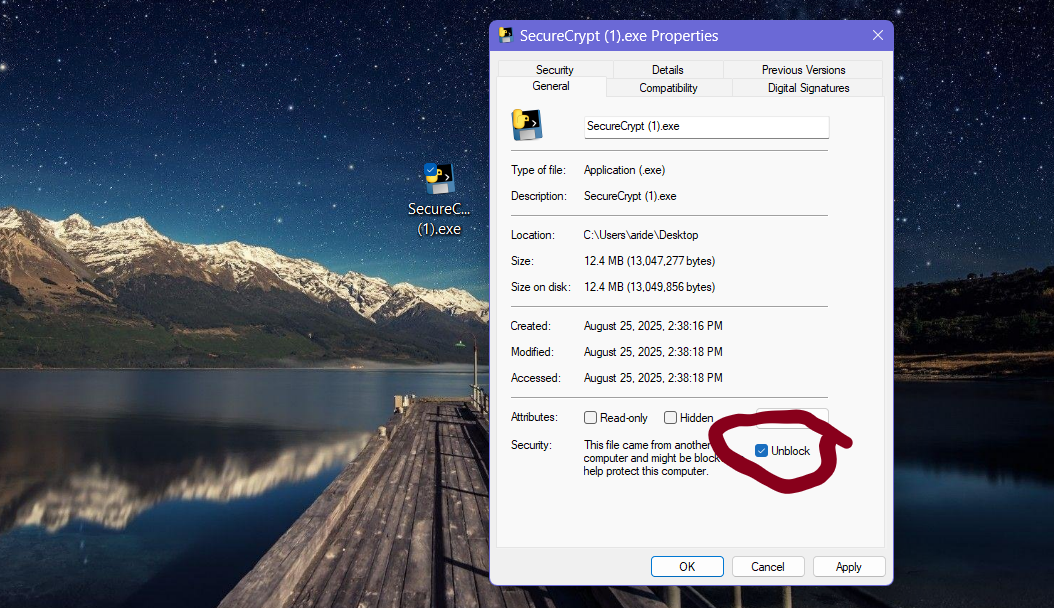 SecureCrypt (1).exe Properties
Security Details Previous Versions
General Compatibility Digital Signatures
SecureCrypt (1).exe
Type of file: Application (.exe)
Description: SecureCrypt (1).exe
SecureC...
(1).exe
Location: C:\Users\aride\Desktop
Size: 12.4 MB (13,047,277 bytes)
Size on disk: 12.4 MB (13,049,856 bytes)
Created: August 25, 2025, 2:38:16 PM
Modified: August 25, 2025, 2:38:18 PM
Accessed: August 25, 2025, 2:38:18 PM
Attributes: Read-only Hidden
Security: This file came from another
computer and might be block
help protect this computer.
Unblock
OK Cancel Apply